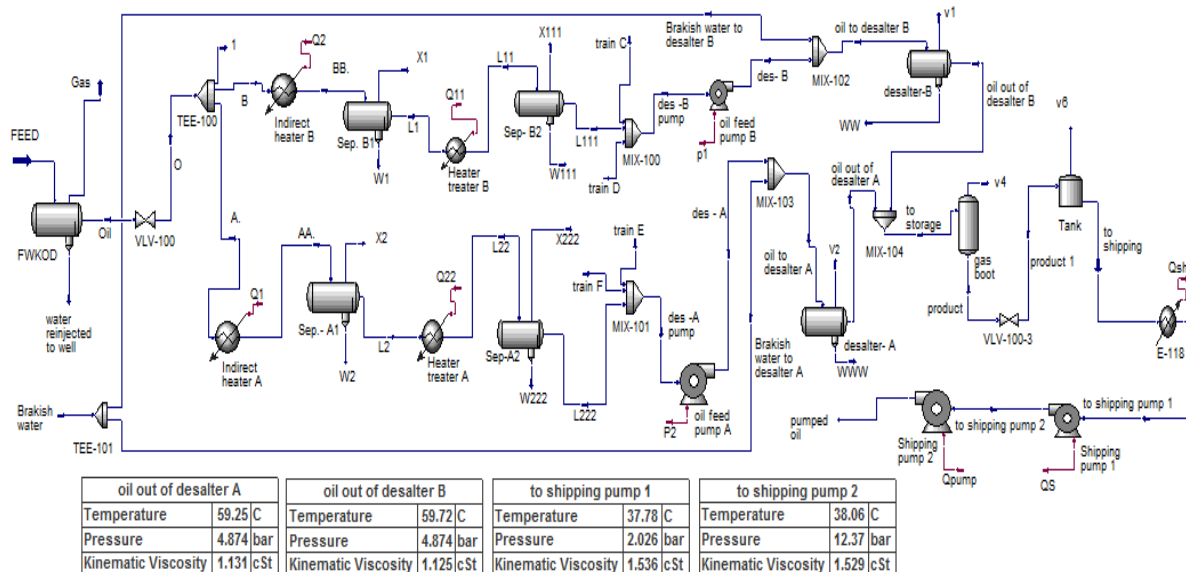 Gas
FEED
FWKOD
water
reinjected
to well
Oil
VLV-100
O
TEE-100
1
B
Q2
Indirect
heater B
BB.
X1
Sep. B1
W1
L1
Q11
Heater
treater B
L11
X111
Sep- B2
W111
L111
train C
train D
MIX-100
des -B
pump
oil feed
pump B
p1
des- B
Brakish water to
desalter B
MIX-102
oil to desalter B
v1
desalter-B
WW
oil out of
desalter B
A.
Q1
Indirect
heater A
AA.
X2
Sep.- A1
W2
L2
Q22
Heater
treater A
L22
X222
Sep-A2
W222
L222
train E
train F
MIX-101
des -A
pump
oil feed
pump A
P2
des - A
MIX-103
Brakish
water to
desalter A
oil to
desalter A
V2
desalter- A
WWW
oil out of
desalter A
MIX-104
to
storage
v4
gas
boot
product
VLV-100-3
product 1
v6
Tank
to
shipping
Qsh
E-118
to shipping pump 1
Shipping
pump 1
QS
to shipping pump 2
Shipping
pump 2
Qpump
pumped
oil
Brakish
water
TEE-101
oil out of desalter A
Temperature 59.25 C
Pressure 4.874 bar
Kinematic Viscosity 1.131 cSt
oil out of desalter B
Temperature 59.72 C
Pressure 4.874 bar
Kinematic Viscosity 1.125 cSt
to shipping pump 1
Temperature 37.78 C
Pressure 2.026 bar
Kinematic Viscosity 1.536 cSt
to shipping pump 2
Temperature 38.06 C
Pressure 12.37 bar
Kinematic Viscosity 1.529 cSt